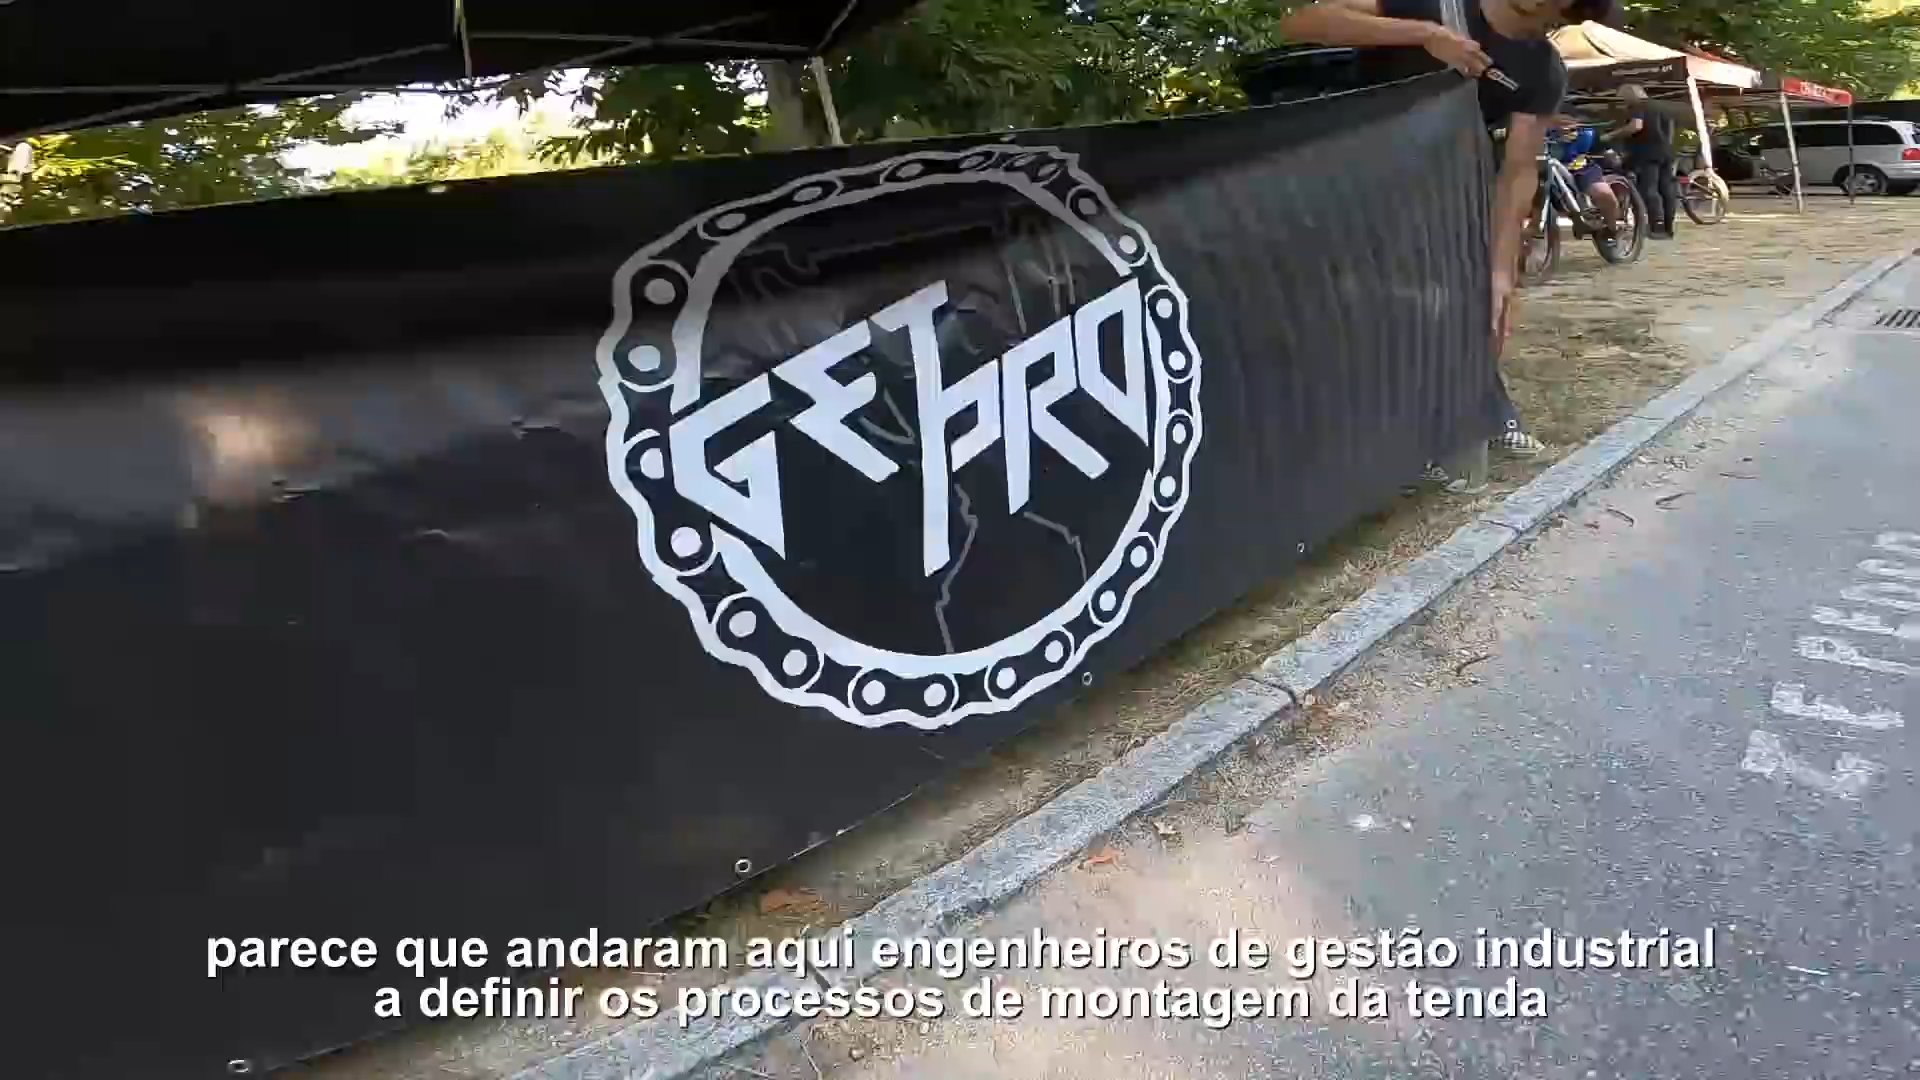 GETPRO
parece que andaram aqui engenheiros de gestão industrial
a definir os processos de montagem da tenda